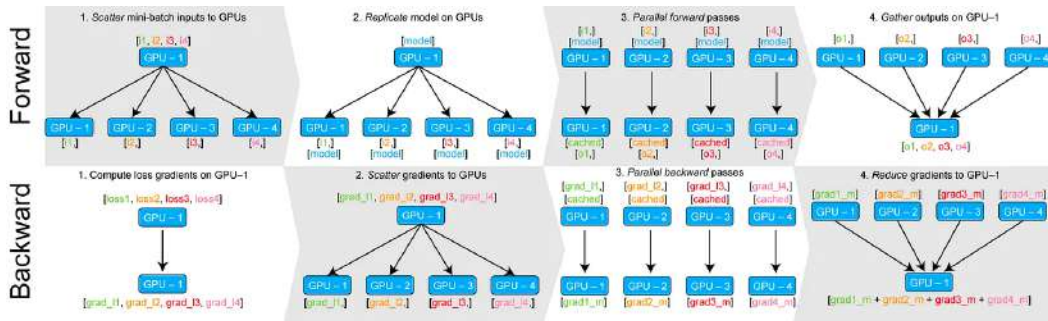 Forward
1. Scatter mini-batch inputs to GPUs
[i1, i2, i3, i4]
GPU – 1
GPU – 1 GPU – 2 GPU – 3 GPU – 4
[i1,] [i2,] [i3,] [i4,]
2. Replicate model on GPUs
[model]
GPU – 1
GPU – 1 GPU – 2 GPU – 3 GPU – 4
[i1,] [i2,] [i3,] [i4,]
[model] [model] [model] [model]
3. Parallel forward passes
[i1,] [i2,] [i3,] [i4,]
[model] [model] [model] [model]
GPU – 1 GPU – 2 GPU – 3 GPU – 4
GPU – 1 GPU – 2 GPU – 3 GPU – 4
[cached] [cached] [cached] [cached]
[o1,] o2,] [o3,] [o4,]
4. Gather outputs on GPU–1
[o1,] [o2,] [o3,] [o4,]
GPU – 1 GPU – 2 GPU – 3 GPU – 4
GPU – 1
[o1, o2, o3, o4]
Backward
1. Compute loss gradients on GPU–1
[loss1, loss2, loss3, loss4]
GPU – 1
GPU – 1
[grad_l1, grad_l2, grad_l3, grad_l4]
2. Scatter gradients to GPUs
[grad_l1, grad_l2, grad_l3, grad_l4]
GPU – 1
GPU – 1 GPU – 2 GPU – 3 GPU – 4
[grad_l1,] [grad_l2,] [grad_l3,] [grad_l4,]
3. Parallel backward passes
[grad_l1,] [grad_l2,] [grad_l3,] [grad_l4,]
[cached] [cached] [cached] [cached]
GPU – 1 GPU – 2 GPU – 3 GPU – 4
GPU – 1 GPU – 2 GPU – 3 GPU – 4
[grad1_m] [grad2_m] [grad3_m] [grad4_m]
4. Reduce gradients to GPU–1
[grad1_m] [grad2_m] [grad3_m] [grad4_m]
GPU – 1 GPU – 2 GPU – 3 GPU – 4
GPU – 1
[grad1_m + grad2_m + grad3_m + grad4_m]